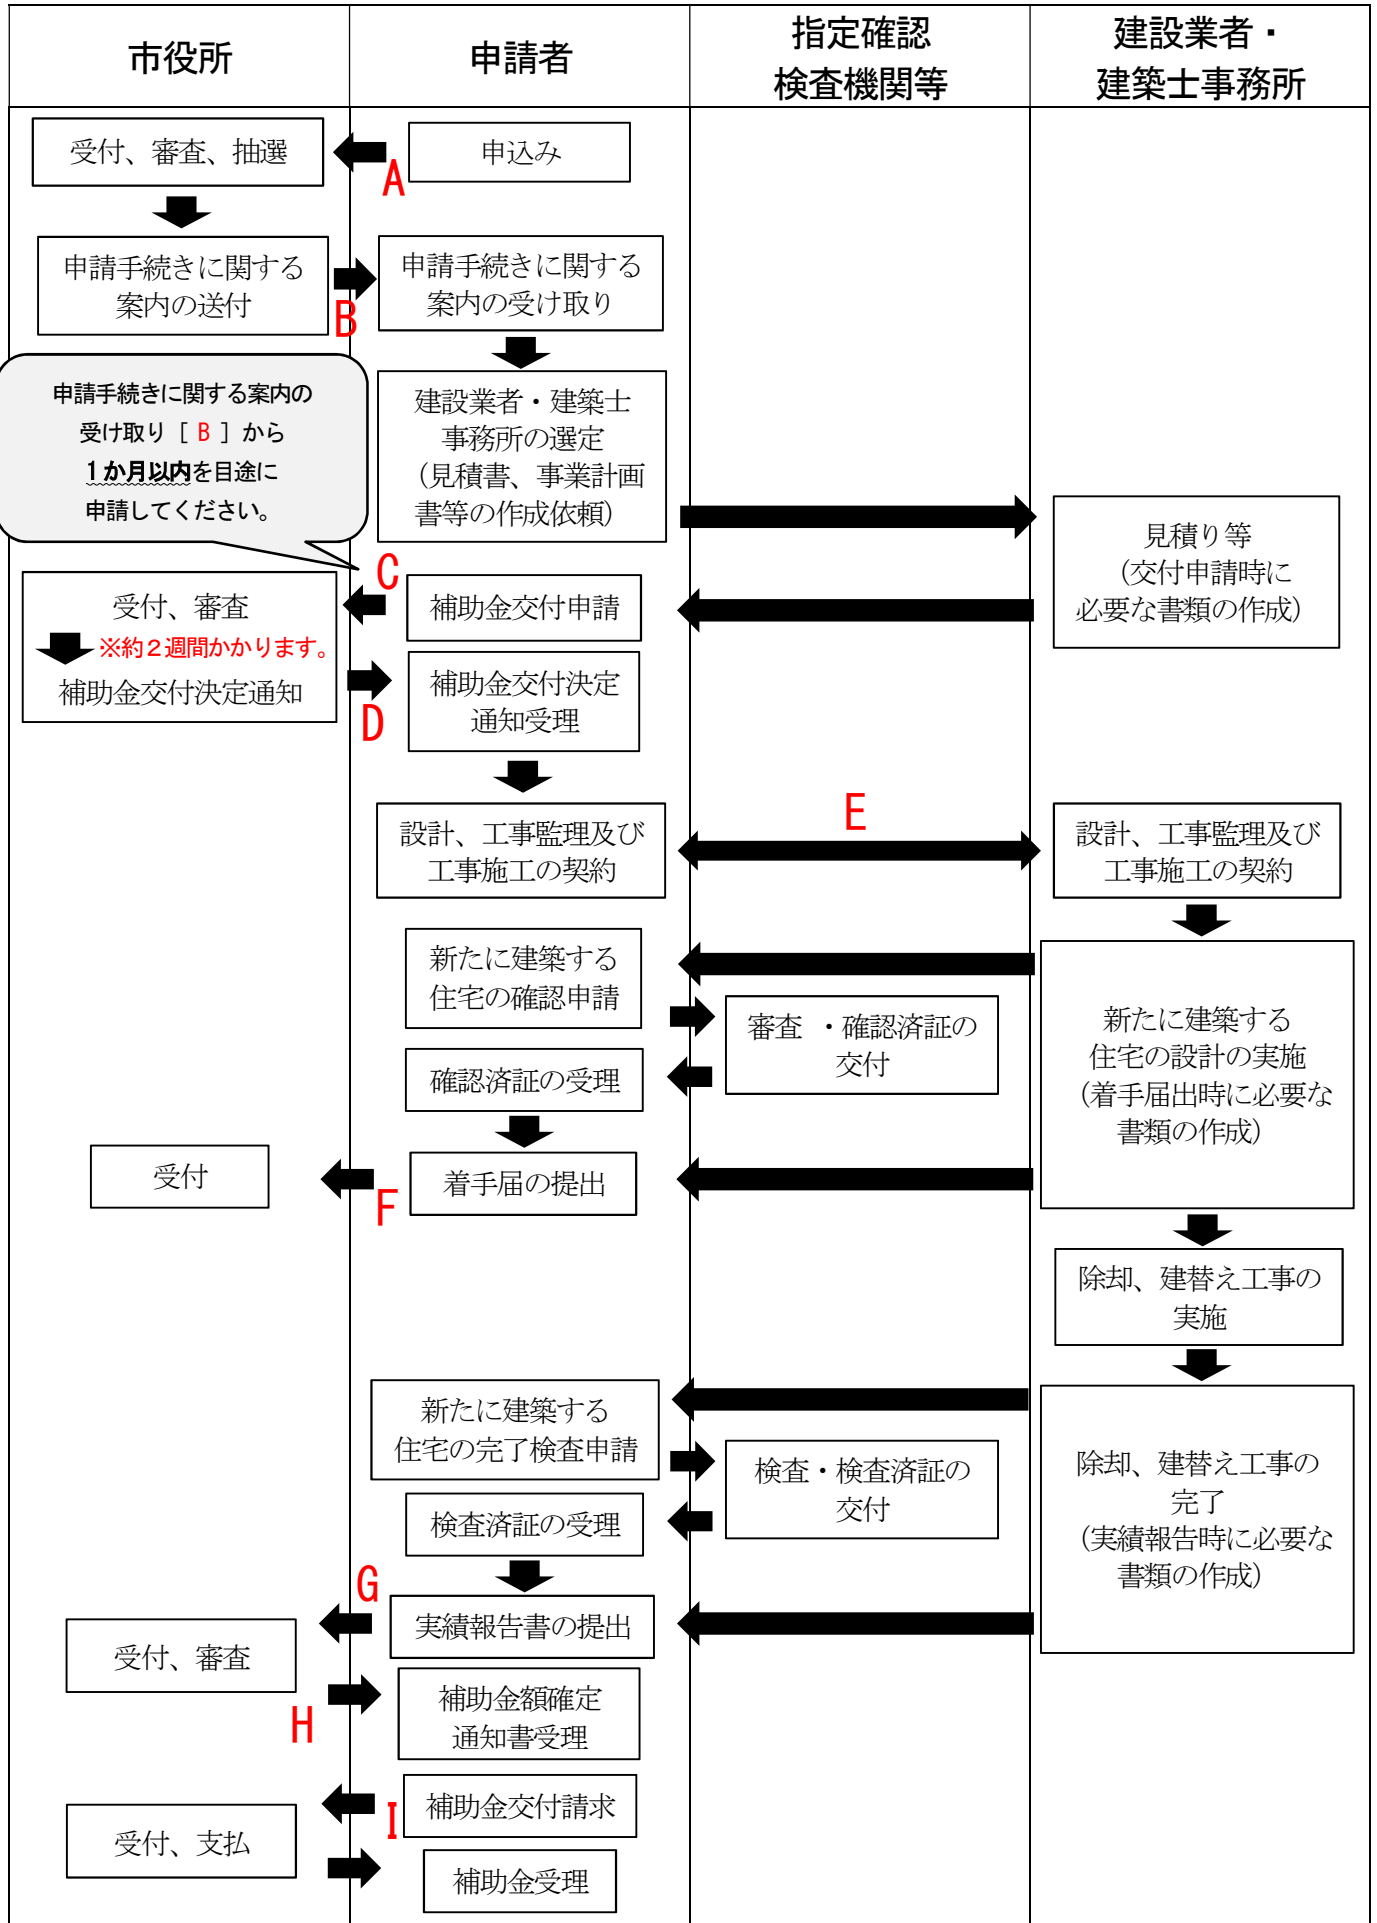 市役所
申請者
指定確認
検査機関等
建設業者・
建築士事務所
受付、審査、抽選
A
申込み
申請手続きに関する
案内の送付
B
申請手続きに関する
案内の受け取り
申請手続きに関する案内の
受け取り［ B ］から
1か月以内を目途に
申請してください。
建設業者・建築士
事務所の選定
（見積書、事業計画
書等の作成依頼）
見積り等
（交付申請時に
必要な書類の作成）
C
補助金交付申請
受付、審査
※約２週間かかります。
補助金交付決定通知
D
補助金交付決定
通知受理
設計、工事監理及び
工事施工の契約
E
設計、工事監理及び
工事施工の契約
新たに建築する
住宅の確認申請
審査 ・確認済証の
交付
確認済証の受理
新たに建築する
住宅の設計の実施
（着手届出時に必要な
書類の作成）
受付
F
着手届の提出
除却、建替え工事の
実施
新たに建築する
住宅の完了検査申請
検査・検査済証の
交付
検査済証の受理
除却、建替え工事の
完了
（実績報告時に必要な
書類の作成）
G
実績報告書の提出
受付、審査
H
補助金額確定
通知書受理
I
補助金交付請求
受付、支払
補助金受理